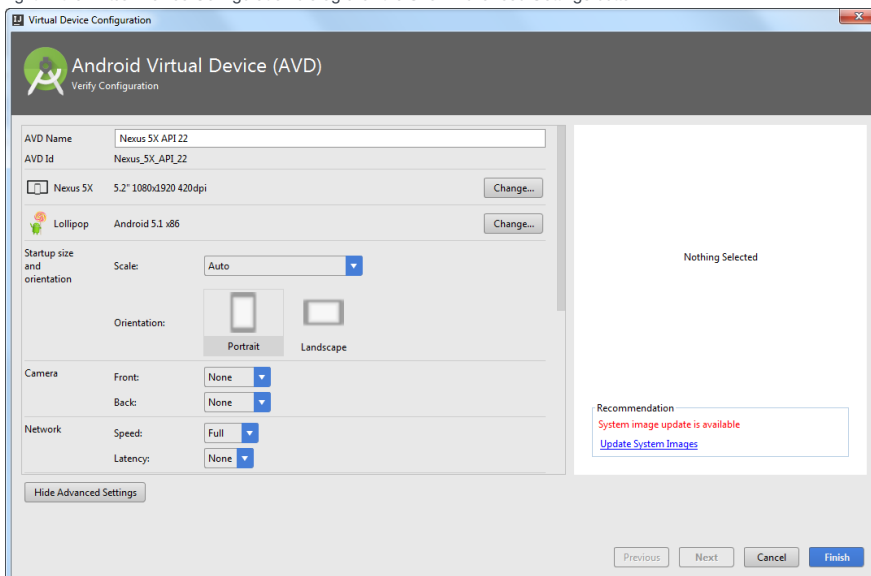 Virtual Device Configuration
Android Virtual Device (AVD)
Verify Configuration
AVD Name Nexus 5X API 22
AVD Id Nexus_5X_API_22
Nexus 5X 5.2" 1080x1920 420dpi Change...
Lollipop Android 5.1 x86 Change...
Startup size
and
orientation
Scale: Auto
Orientation:
Portrait Landscape
Camera Front: None
Back: None
Network Speed: Full
Latency: None
Nothing Selected
Recommendation
System image update is available
Update System Images
Hide Advanced Settings
Previous Next Cancel Finish